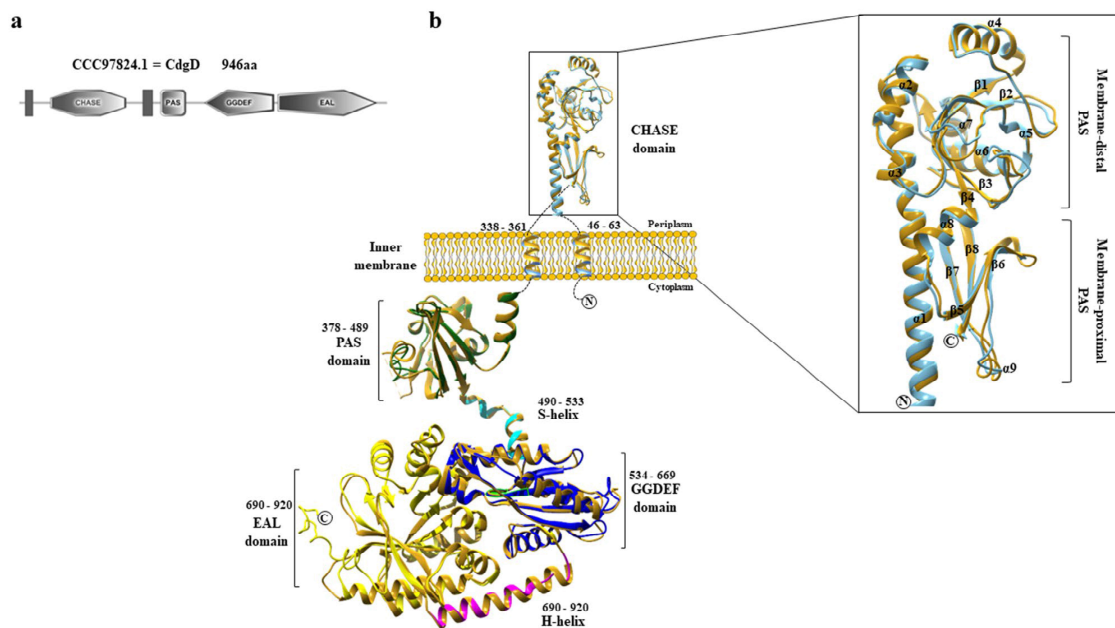 a
CCC97824.1 = CdgD 946aa
CHASE
PAS
GGDEF
EAL
b
CHASE
domain
338 - 361
46 - 63
Periplasm
Inner
membrane
Cytoplasm
N
378 - 489
PAS
domain
490 - 533
S-helix
534 - 669
GGDEF
domain
690 - 920
EAL
domain
C
690 - 920
H-helix
α4
α2
β1
β2
α7
α5
α6
α3
β3
β4
α8
β8
β6
β7
α1
β5
C
α9
N
Membrane-distal
PAS
Membrane-proximal
PAS